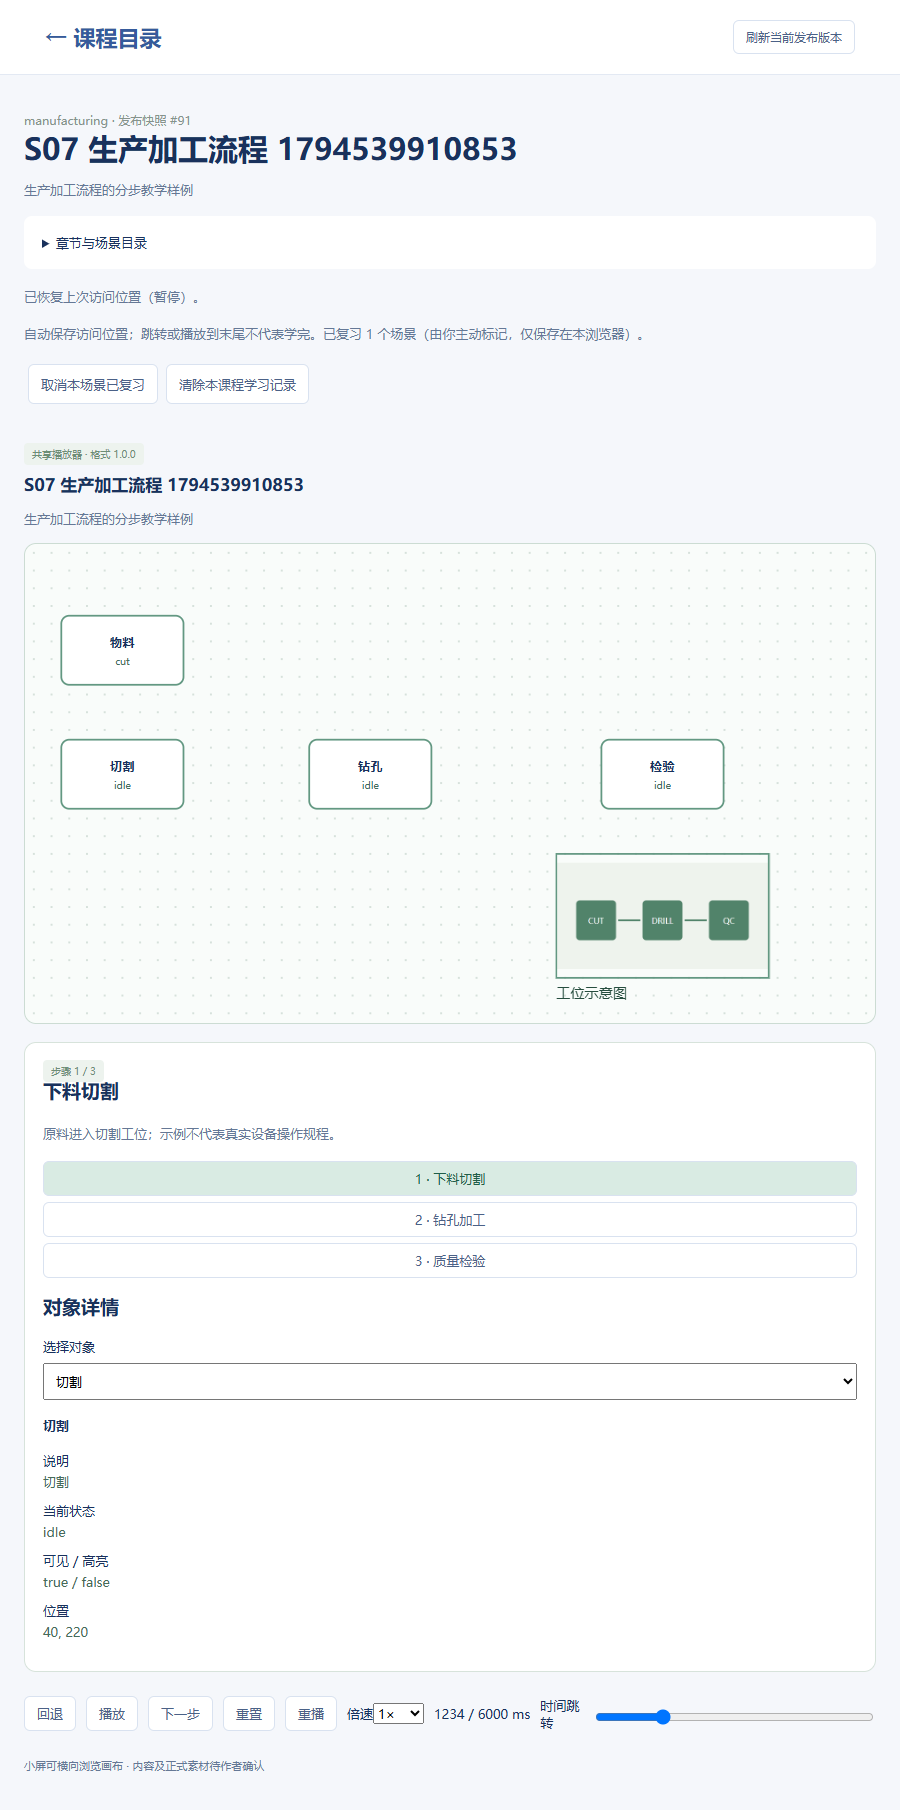 ← 课程目录
刷新当前发布版本
manufacturing · 发布快照 #91
S07 生产加工流程 1794539910853
生产加工流程的分步教学样例
▶ 章节与场景目录
已恢复上次访问位置（暂停）。
自动保存访问位置；跳转或播放到末尾不代表学完。已复习 1 个场景（由你主动标记，仅保存在本浏览器）。
取消本场景已复习
清除本课程学习记录
共享播放器 · 格式 1.0.0
S07 生产加工流程 1794539910853
生产加工流程的分步教学样例
物料
cut
切割
idle
钻孔
idle
检验
idle
CUT
DRILL
QC
工位示意图
步骤 1 / 3
下料切割
原料进入切割工位；示例不代表真实设备操作规程。
1 · 下料切割
2 · 钻孔加工
3 · 质量检验
对象详情
选择对象
切割
切割
说明
切割
当前状态
idle
可见 / 高亮
true / false
位置
40, 220
回退
播放
下一步
重置
重播
倍速
1×
1234 / 6000 ms
时间跳
转
小屏可横向浏览画布 · 内容及正式素材待作者确认